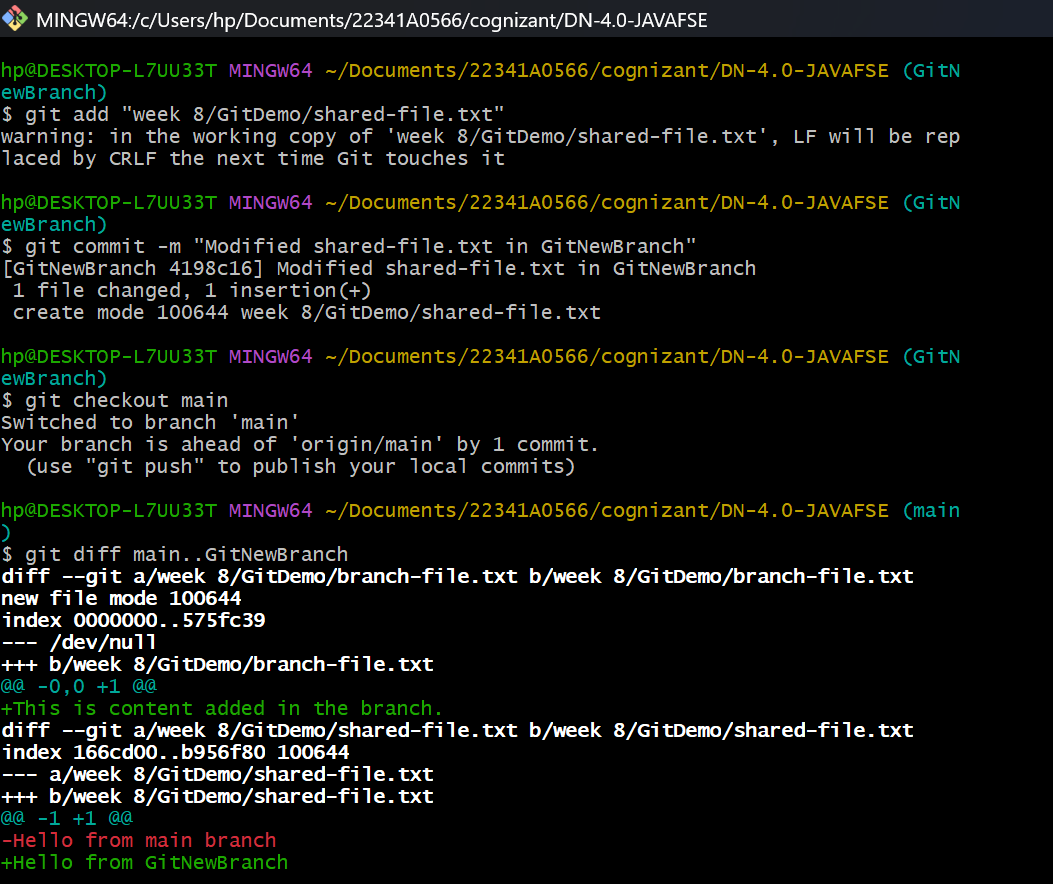 MINGW64:/c/Users/hp/Documents/22341A0566/cognizant/DN-4.0-JAVAFSE
hp@DESKTOP-L7UU33T MINGW64 ~/Documents/22341A0566/cognizant/DN-4.0-JAVAFSE (GitN
ewBranch)
$ git add "week 8/GitDemo/shared-file.txt"
warning: in the working copy of 'week 8/GitDemo/shared-file.txt', LF will be rep
laced by CRLF the next time Git touches it
hp@DESKTOP-L7UU33T MINGW64 ~/Documents/22341A0566/cognizant/DN-4.0-JAVAFSE (GitN
ewBranch)
$ git commit -m "Modified shared-file.txt in GitNewBranch"
[GitNewBranch 4198c16] Modified shared-file.txt in GitNewBranch
 1 file changed, 1 insertion(+)
 create mode 100644 week 8/GitDemo/shared-file.txt
hp@DESKTOP-L7UU33T MINGW64 ~/Documents/22341A0566/cognizant/DN-4.0-JAVAFSE (GitN
ewBranch)
$ git checkout main
Switched to branch 'main'
Your branch is ahead of 'origin/main' by 1 commit.
  (use "git push" to publish your local commits)
hp@DESKTOP-L7UU33T MINGW64 ~/Documents/22341A0566/cognizant/DN-4.0-JAVAFSE (main
)
$ git diff main..GitNewBranch
diff --git a/week 8/GitDemo/branch-file.txt b/week 8/GitDemo/branch-file.txt
new file mode 100644
index 0000000..575fc39
--- /dev/null
+++ b/week 8/GitDemo/branch-file.txt
@@ -0,0 +1 @@
+This is content added in the branch.
diff --git a/week 8/GitDemo/shared-file.txt b/week 8/GitDemo/shared-file.txt
index 166cd00..b956f80 100644
--- a/week 8/GitDemo/shared-file.txt
+++ b/week 8/GitDemo/shared-file.txt
@@ -1 +1 @@
-Hello from main branch
+Hello from GitNewBranch